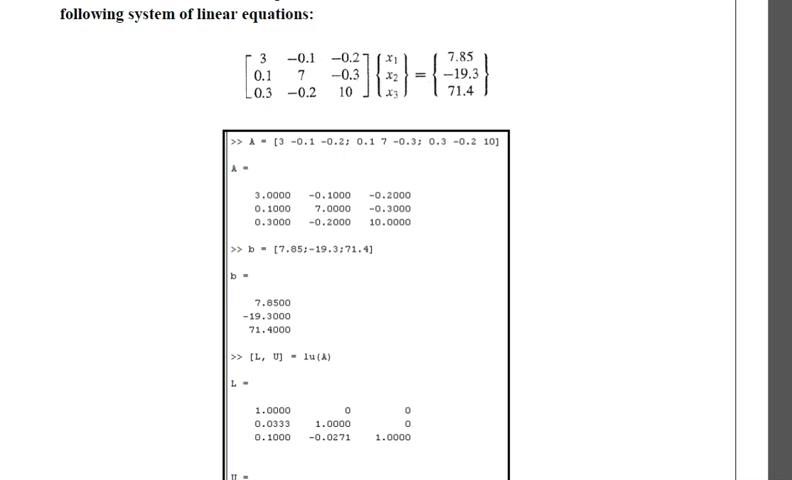 following system of linear equations:
3 −0.1 −0.2 x1 7.85
0.1 7 −0.3 x2 = −19.3
0.3 −0.2 10 x3 71.4
>> A = [3 -0.1 -0.2; 0.1 7 -0.3; 0.3 -0.2 10]
A =
3.0000 -0.1000 -0.2000
0.1000 7.0000 -0.3000
0.3000 -0.2000 10.0000
>> b = [7.85;-19.3;71.4]
b =
7.8500
-19.3000
71.4000
>> [L, U] = lu(A)
L =
1.0000 0 0
0.0333 1.0000 0
0.1000 -0.0271 1.0000
U =